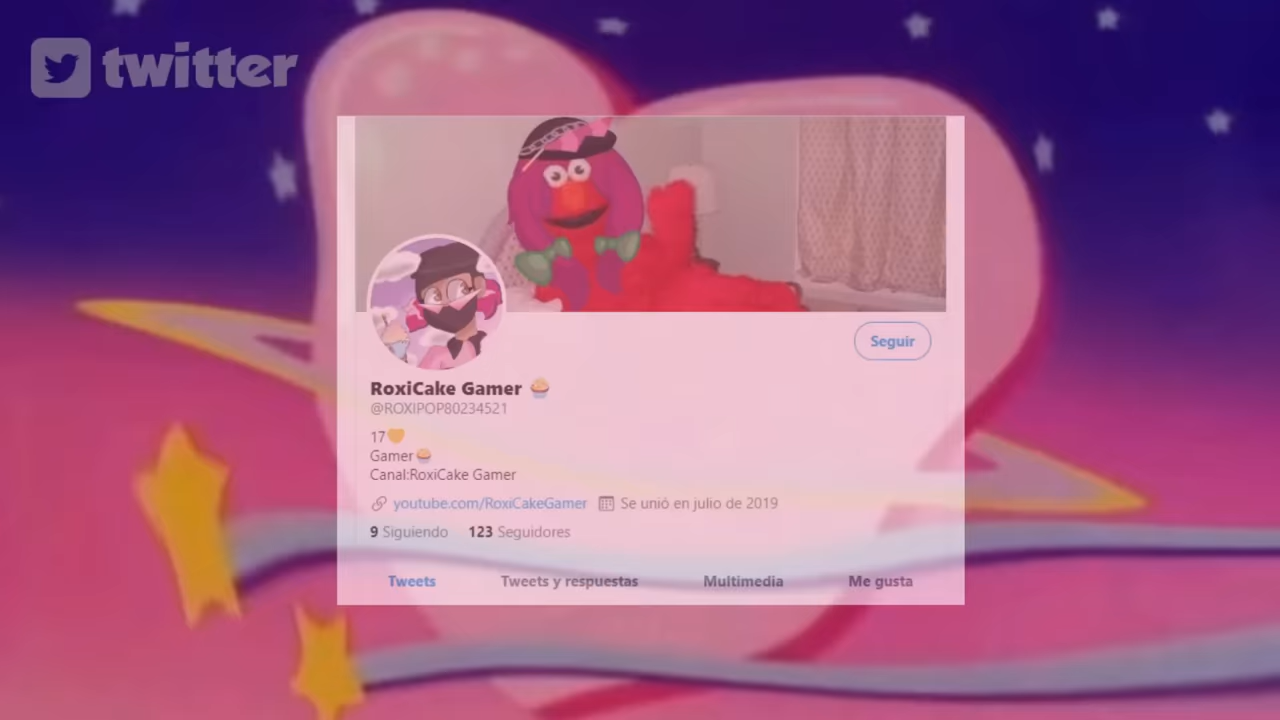 twitter
Seguir
RoxiCake Gamer 🧁
@ROXIPOP80234521
17🧡
Gamer🧁
Canal:RoxiCake Gamer
youtube.com/RoxiCakeGamer Se unió en julio de 2019
9 Siguiendo 123 Seguidores
Tweets Tweets y respuestas Multimedia Me gusta